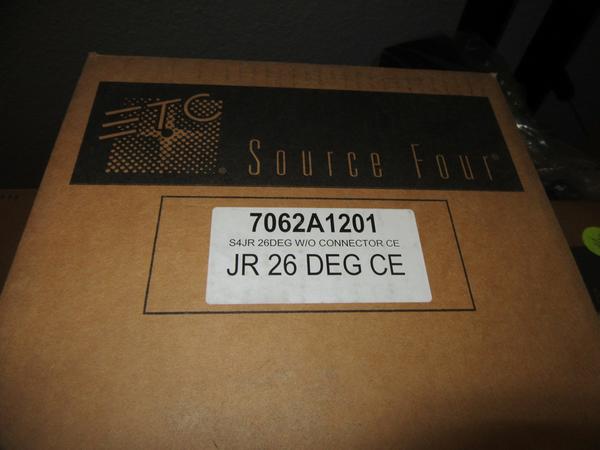 ETC
Source Four®
7062A1201
S4JR 26DEG W/O CONNECTOR CE
JR 26 DEG CE